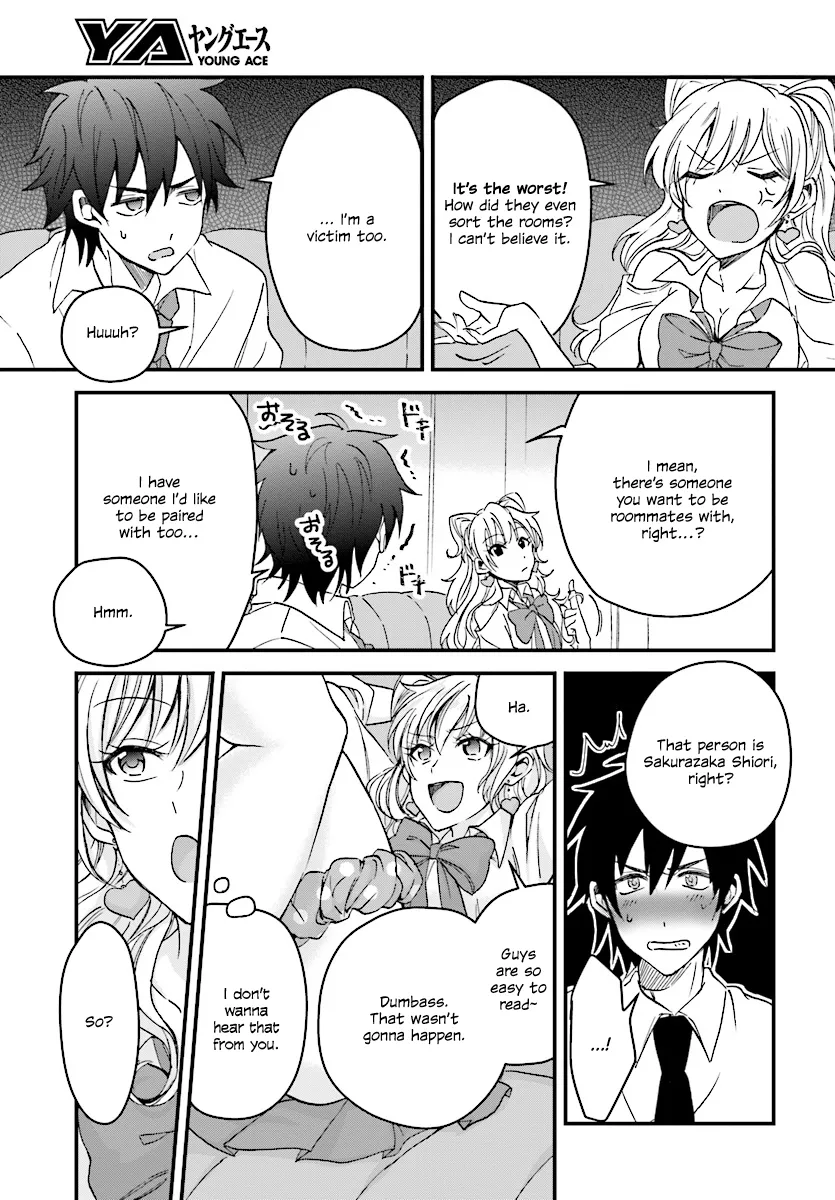 YA
ヤングエース
YOUNG ACE
It's the worst!
How did they even
sort the rooms?
I can't believe it.
... I'm a
victim too.
Huuuh?
I mean,
there's someone
you want to be
roommates with,
right...?
ドキ
ドキ
おそる
おそる
I have
someone I'd like
to be paired
with too...
Hmm.
That person is
Sakurazaka Shiori,
right?
...!
Ha.
Guys
are so
easy to
read~
Dumbass.
That wasn't
gonna happen.
I don't
wanna
hear that
from you.
So?